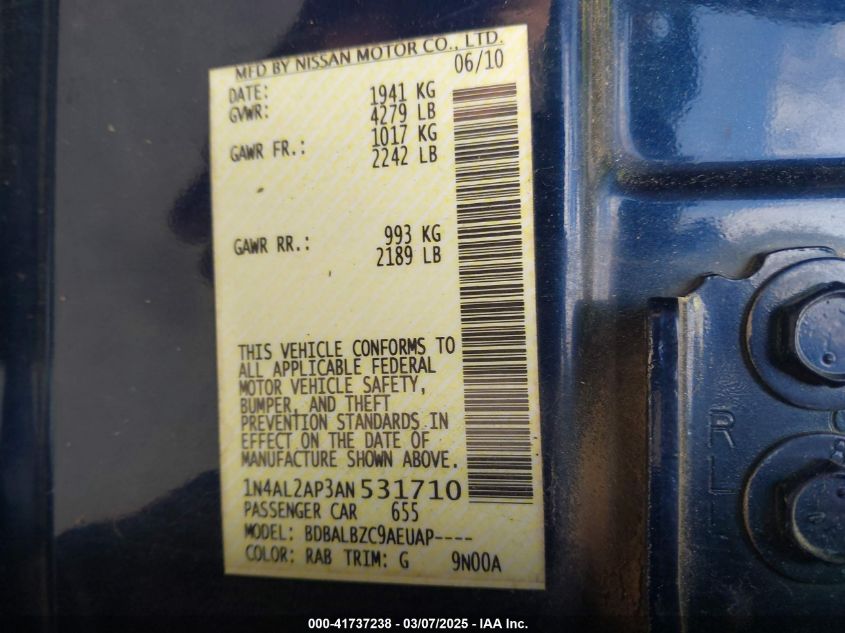 MFD BY NISSAN MOTOR CO., LTD.
DATE: 06/10
GVWR: 1941 KG
4279 LB
GAWR FR.: 1017 KG
2242 LB
GAWR RR.: 993 KG
2189 LB
THIS VEHICLE CONFORMS TO
ALL APPLICABLE FEDERAL
MOTOR VEHICLE SAFETY,
BUMPER, AND THEFT
PREVENTION STANDARDS IN
EFFECT ON THE DATE OF
MANUFACTURE SHOWN ABOVE.
1N4AL2AP3AN531710
PASSENGER CAR 655
MODEL: BDBALBZC9AEUAP----
COLOR: RAB TRIM: G 9N00A
000-41737238 - 03/07/2025 - IAA Inc.